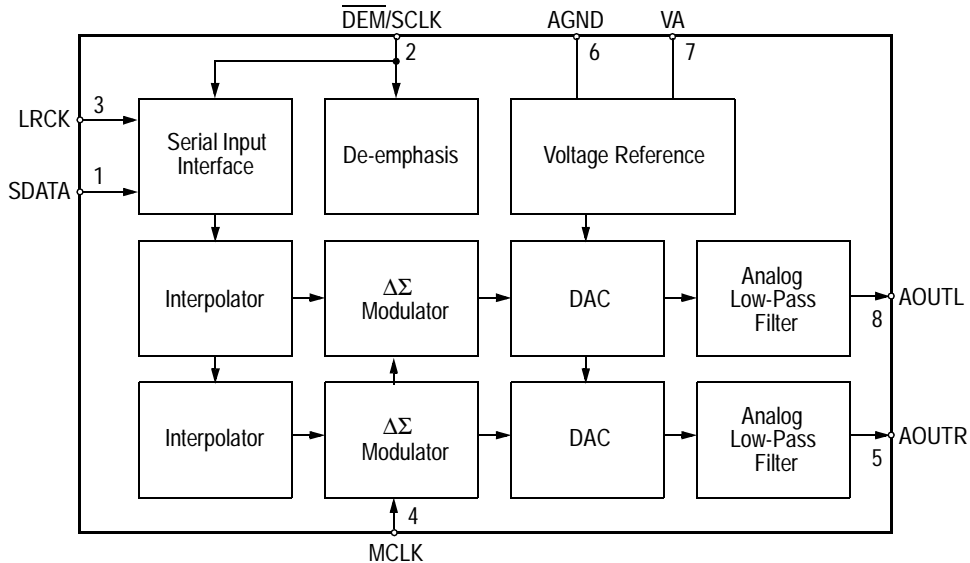 DEM/SCLK AGND VA
2 6 7
LRCK 3
Serial Input
Interface
De-emphasis
Voltage Reference
SDATA 1
Interpolator
ΔΣ
Modulator
DAC
Analog
Low-Pass
Filter
AOUTL
8
Interpolator
ΔΣ
Modulator
DAC
Analog
Low-Pass
Filter
AOUTR
5
4
MCLK